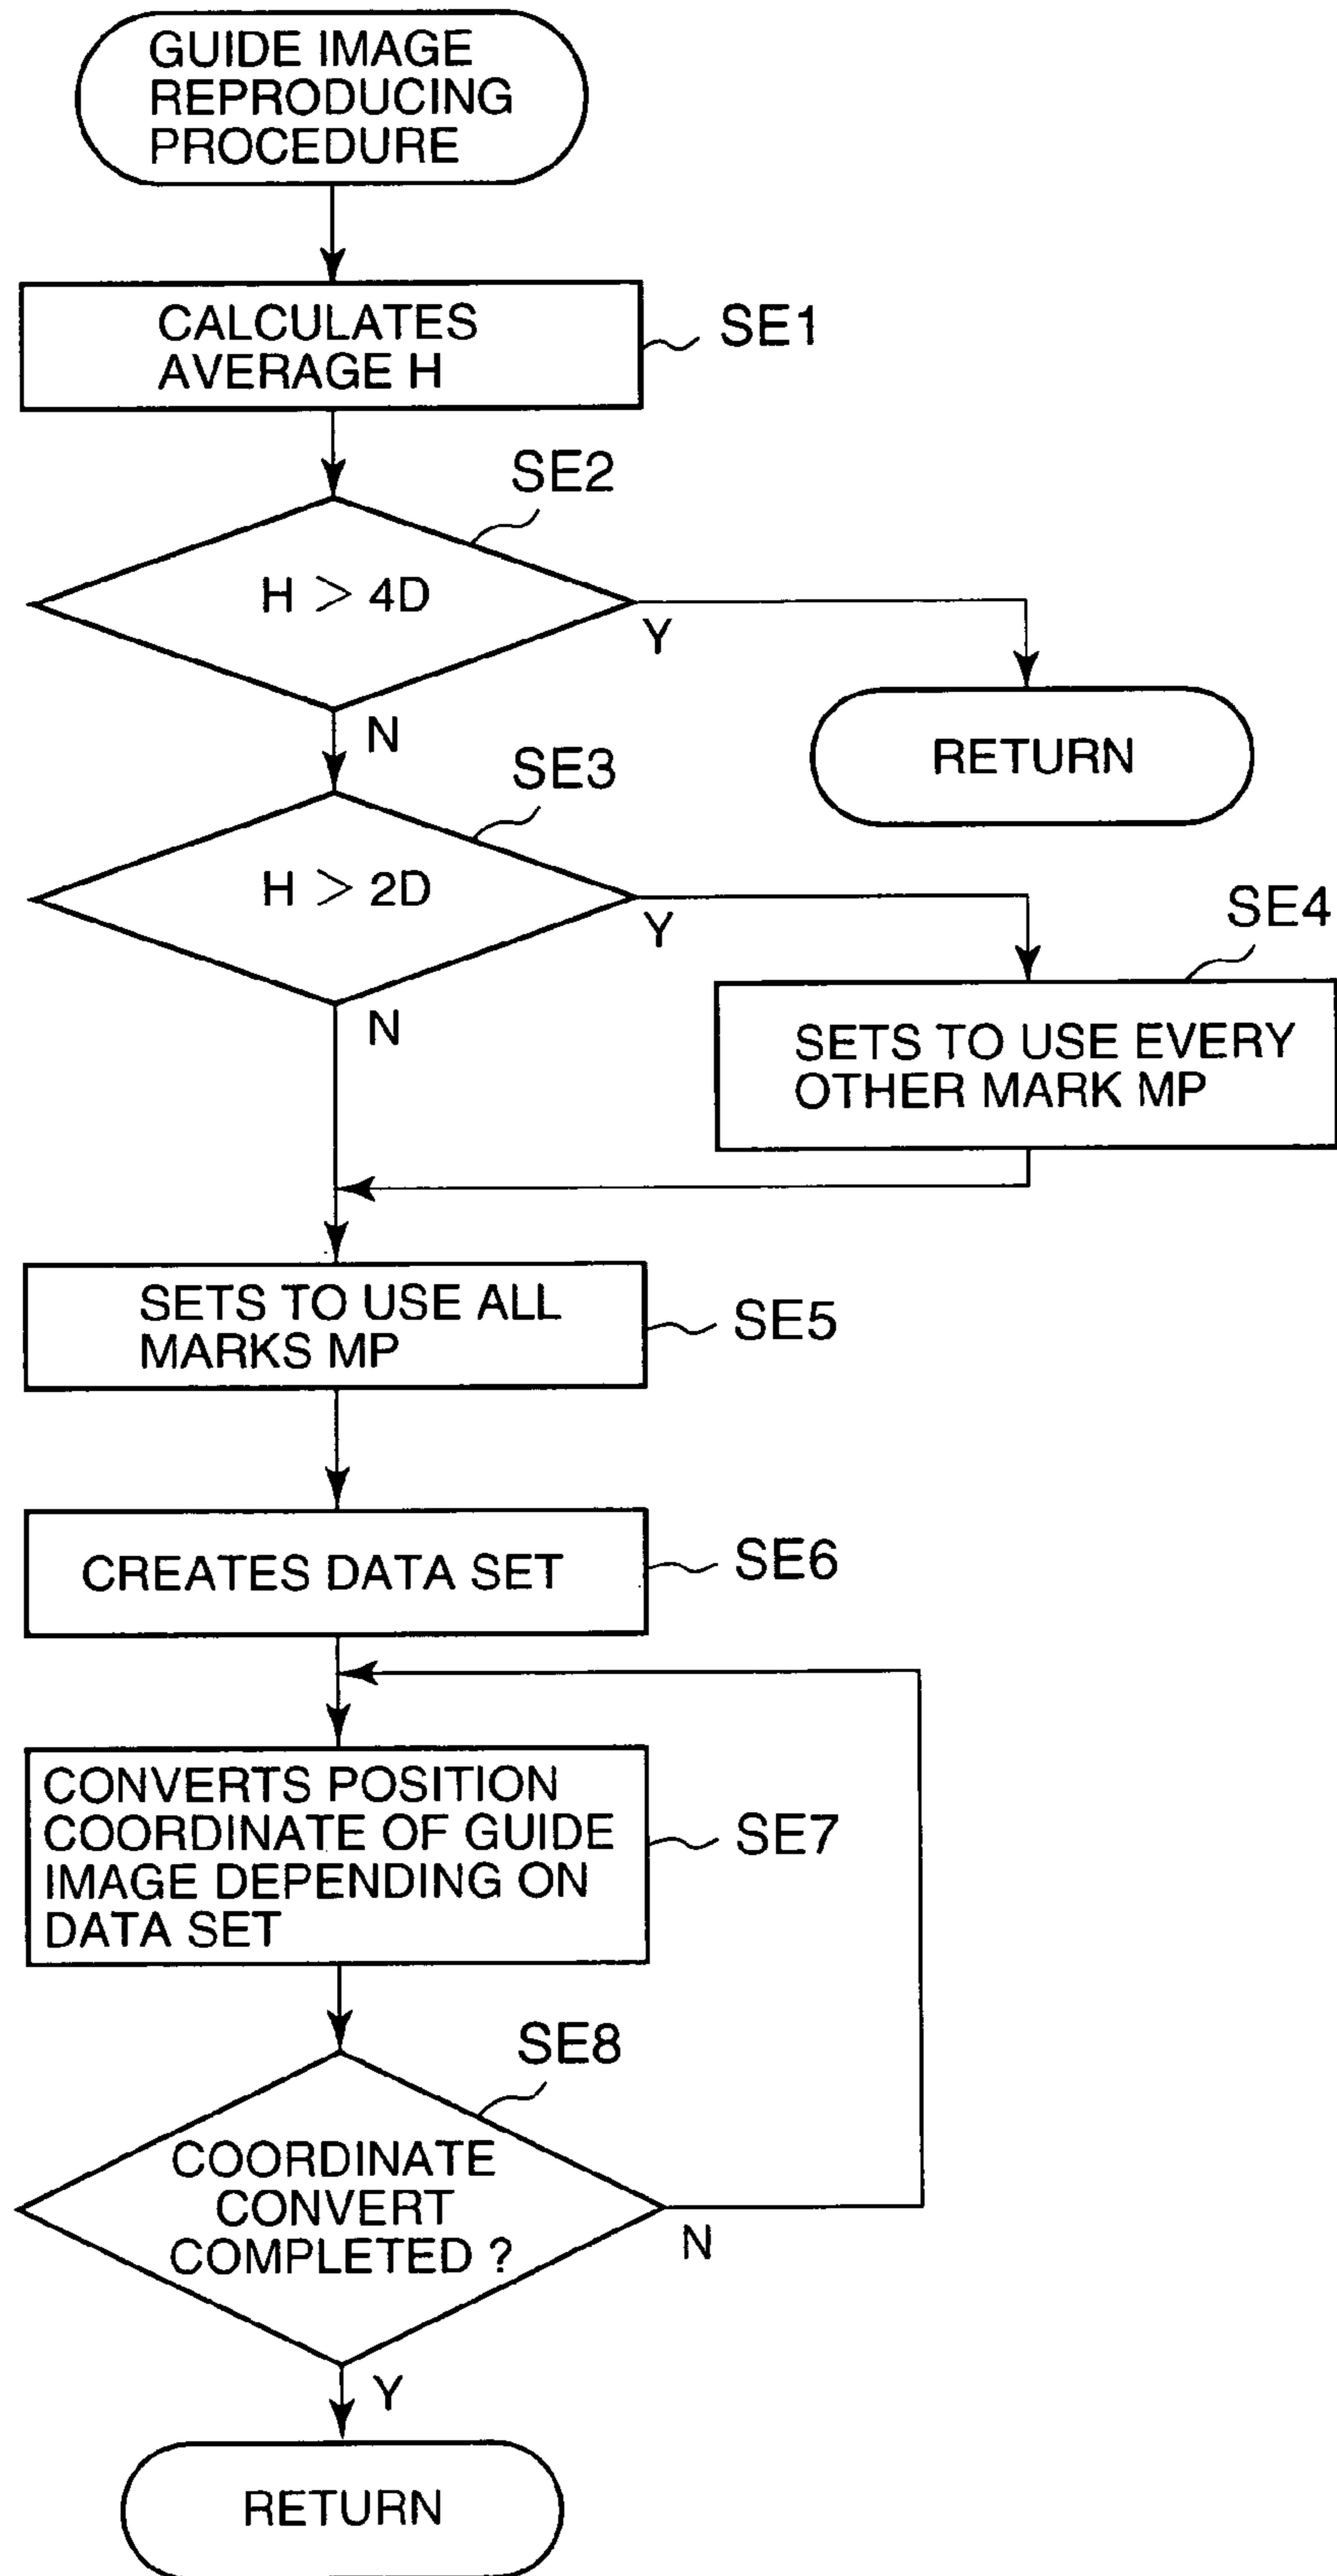 GUIDE IMAGE
REPRODUCING
PROCEDURE
CALCULATES
AVERAGE H
SE1
SE2
H > 4D
Y
N
RETURN
SE3
H > 2D
Y
N
SE4
SETS TO USE EVERY
OTHER MARK MP
SETS TO USE ALL
MARKS MP
SE5
CREATES DATA SET
SE6
CONVERTS POSITION
COORDINATE OF GUIDE
IMAGE DEPENDING ON
DATA SET
SE7
SE8
COORDINATE
CONVERT
COMPLETED ?
N
Y
RETURN